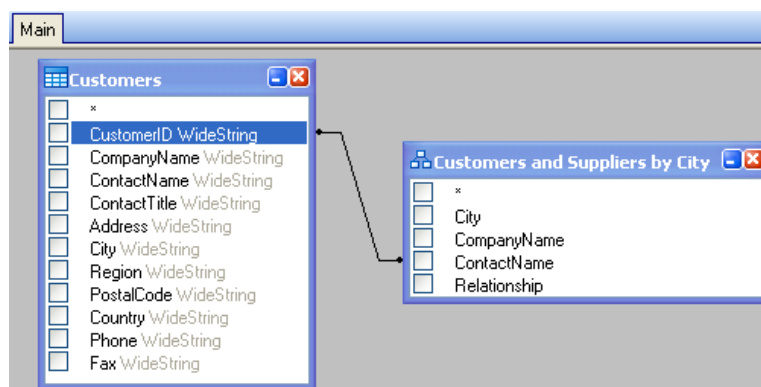 Main
Customers
*
CustomerID WideString
CompanyName WideString
ContactName WideString
ContactTitle WideString
Address WideString
City WideString
Region WideString
PostalCode WideString
Country WideString
Phone WideString
Fax WideString
Customers and Suppliers by City
*
City
CompanyName
ContactName
Relationship